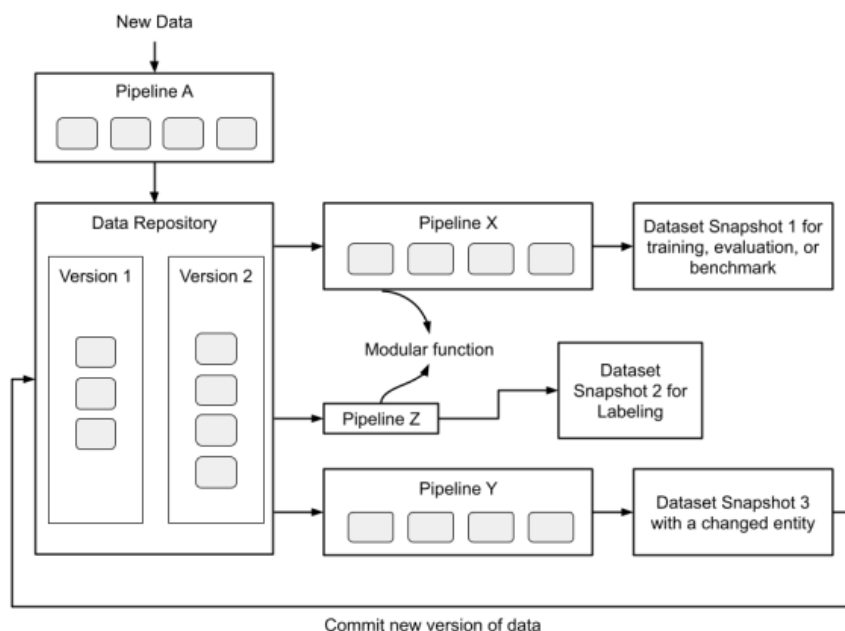 New Data
Pipeline A
Data Repository
Version 1
Version 2
Pipeline X
Dataset Snapshot 1 for
training, evaluation, or
benchmark
Modular function
Pipeline Z
Dataset
Snapshot 2 for
Labeling
Pipeline Y
Dataset Snapshot 3
with a changed entity
Commit new version of data